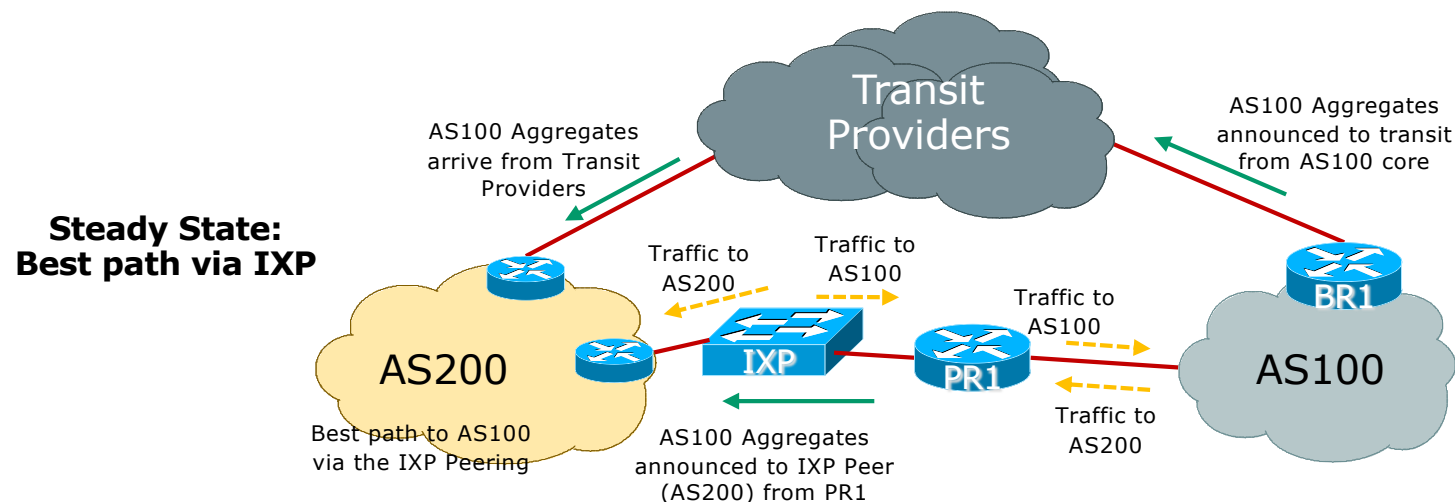 Transit
Providers
AS100 Aggregates
arrive from Transit
Providers
AS100 Aggregates
announced to transit
from AS100 core
Steady State:
Best path via IXP
Traffic to
AS200
Traffic to
AS100
Traffic to
AS100
BR1
AS200
IXP
PR1
AS100
Traffic to
AS200
Best path to AS100
via the IXP Peering
AS100 Aggregates
announced to IXP Peer
(AS200) from PR1